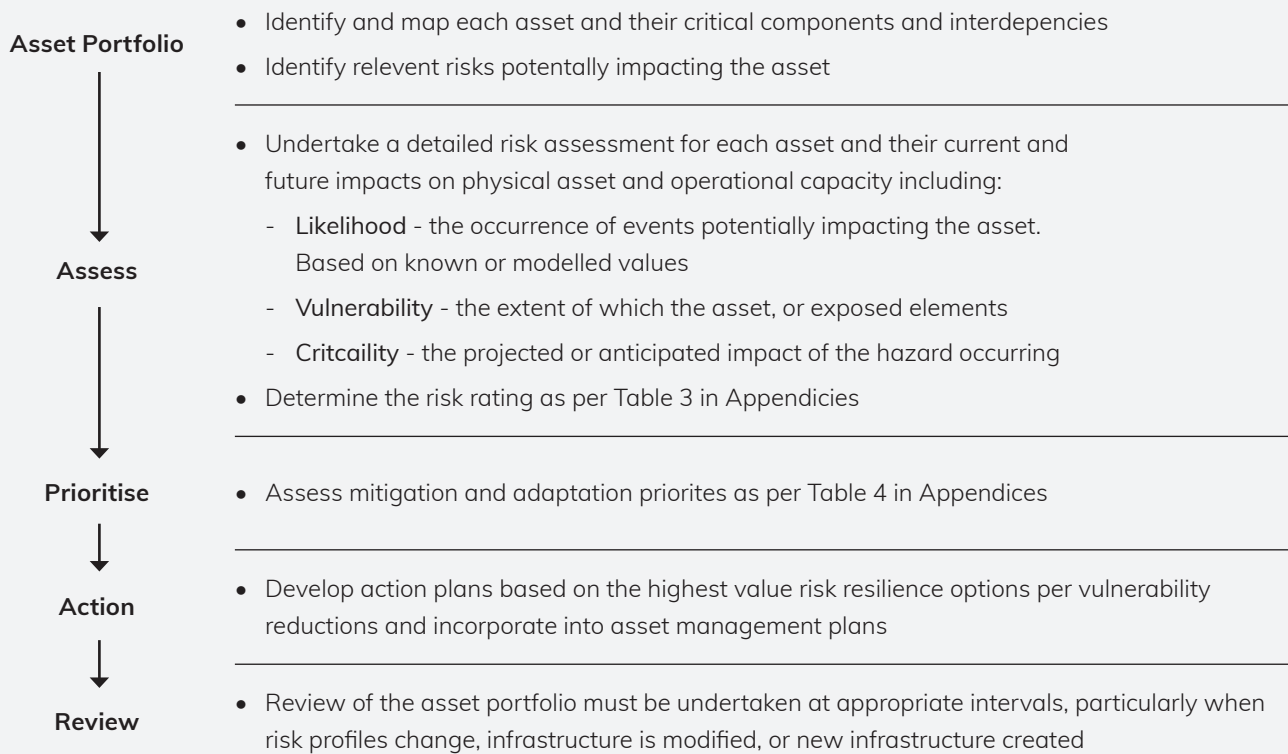 Asset Portfolio
• Identify and map each asset and their critical components and interdepencies
• Identify relevent risks potentally impacting the asset
Assess
• Undertake a detailed risk assessment for each asset and their current and
future impacts on physical asset and operational capacity including:
- Likelihood - the occurrence of events potentially impacting the asset.
Based on known or modelled values
- Vulnerability - the extent of which the asset, or exposed elements
- Critcaility - the projected or anticipated impact of the hazard occurring
• Determine the risk rating as per Table 3 in Appendicies
Prioritise
• Assess mitigation and adaptation priorites as per Table 4 in Appendices
Action
• Develop action plans based on the highest value risk resilience options per vulnerability
reductions and incorporate into asset management plans
Review
• Review of the asset portfolio must be undertaken at appropriate intervals, particularly when
risk profiles change, infrastructure is modified, or new infrastructure created